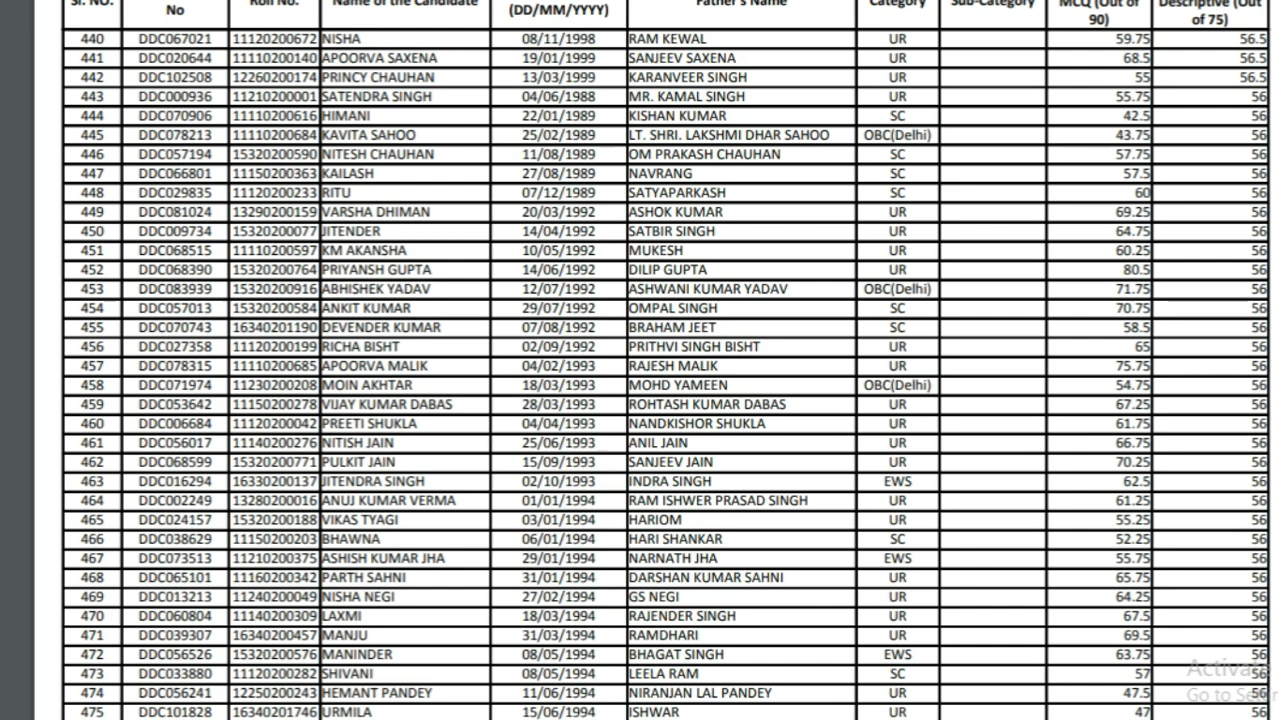 Sl. No. No Roll No. Name of the Candidate (DD/MM/YYYY) Father's Name Category Sub-Category MCQ (Out of 90) Descriptive (Out of 75)
440 DDC067021 11120200672 NISHA 08/11/1998 RAM KEWAL UR 59.75 56.5
441 DDC020644 11110200140 APOORVA SAXENA 19/01/1999 SANJEEV SAXENA UR 68.5 56.5
442 DDC102508 12260200174 PRINCY CHAUHAN 13/03/1999 KARANVEER SINGH UR 55 56.5
443 DDC000936 11210200001 SATENDRA SINGH 04/06/1988 MR. KAMAL SINGH UR 55.75 56
444 DDC070906 11110200616 HIMANI 22/01/1989 KISHAN KUMAR SC 42.5 56
445 DDC078213 11110200684 KAVITA SAHOO 25/02/1989 LT. SHRI. LAKSHMI DHAR SAHOO OBC(Delhi) 43.75 56
446 DDC057194 15320200590 NITESH CHAUHAN 11/08/1989 OM PRAKASH CHAUHAN SC 57.75 56
447 DDC066801 11150200363 KAILASH 27/08/1989 NAVRANG SC 57.5 56
448 DDC029835 11120200233 RITU 07/12/1989 SATYAPARKASH SC 60 56
449 DDC081024 13290200159 VARSHA DHIMAN 20/03/1992 ASHOK KUMAR UR 69.25 56
450 DDC009734 15320200077 JITENDER 14/04/1992 SATBIR SINGH UR 64.75 56
451 DDC068515 11110200597 KM AKANSHA 10/05/1992 MUKESH UR 60.25 56
452 DDC068390 15320200764 PRIYANSH GUPTA 14/06/1992 DILIP GUPTA UR 80.5 56
453 DDC083939 15320200916 ABHISHEK YADAV 12/07/1992 ASHWANI KUMAR YADAV OBC(Delhi) 71.75 56
454 DDC057013 15320200584 ANKIT KUMAR 29/07/1992 OMPAL SINGH SC 70.75 56
455 DDC070743 16340201190 DEVENDER KUMAR 07/08/1992 BRAHAM JEET SC 58.5 56
456 DDC027358 11120200199 RICHA BISHT 02/09/1992 PRITHVI SINGH BISHT UR 65 56
457 DDC078315 11110200685 APOORVA MALIK 04/02/1993 RAJESH MALIK UR 75.75 56
458 DDC071974 11230200208 MOIN AKHTAR 18/03/1993 MOHD YAMEEN OBC(Delhi) 54.75 56
459 DDC053642 11150200278 VIJAY KUMAR DABAS 28/03/1993 ROHTASH KUMAR DABAS UR 67.25 56
460 DDC006684 11120200042 PREETI SHUKLA 04/04/1993 NANDKISHOR SHUKLA UR 61.75 56
461 DDC056017 11140200276 NITISH JAIN 25/06/1993 ANIL JAIN UR 66.75 56
462 DDC068599 15320200771 PULKIT JAIN 15/09/1993 SANJEEV JAIN UR 70.25 56
463 DDC016294 16330200137 JITENDRA SINGH 02/10/1993 INDRA SINGH EWS 62.5 56
464 DDC002249 13280200016 ANUJ KUMAR VERMA 01/01/1994 RAM ISHWER PRASAD SINGH UR 61.25 56
465 DDC024157 15320200188 VIKAS TYAGI 03/01/1994 HARIOM UR 55.25 56
466 DDC038629 11150200203 BHAWNA 06/01/1994 HARI SHANKAR SC 52.25 56
467 DDC073513 11210200375 ASHISH KUMAR JHA 29/01/1994 NARNATH JHA EWS 55.75 56
468 DDC065101 11160200342 PARTH SAHNI 31/01/1994 DARSHAN KUMAR SAHNI UR 65.75 56
469 DDC013213 11240200049 NISHA NEGI 27/02/1994 GS NEGI UR 64.25 56
470 DDC060804 11140200309 LAXMI 18/03/1994 RAJENDER SINGH UR 67.5 56
471 DDC039307 16340200457 MANJU 31/03/1994 RAMDHARI UR 69.5 56
472 DDC056526 15320200576 MANINDER 08/05/1994 BHAGAT SINGH EWS 63.75 56
473 DDC033880 11120200282 SHIVANI 08/05/1994 LEELA RAM SC 57 56
474 DDC056241 12250200243 HEMANT PANDEY 11/06/1994 NIRANJAN LAL PANDEY UR 47.5 56
475 DDC101828 16340201746 URMILA 15/06/1994 ISHWAR UR 47 56
Activate
Go to